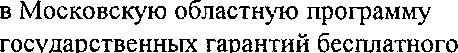 в Московскую областную программу
государственных гарантий бесплатного